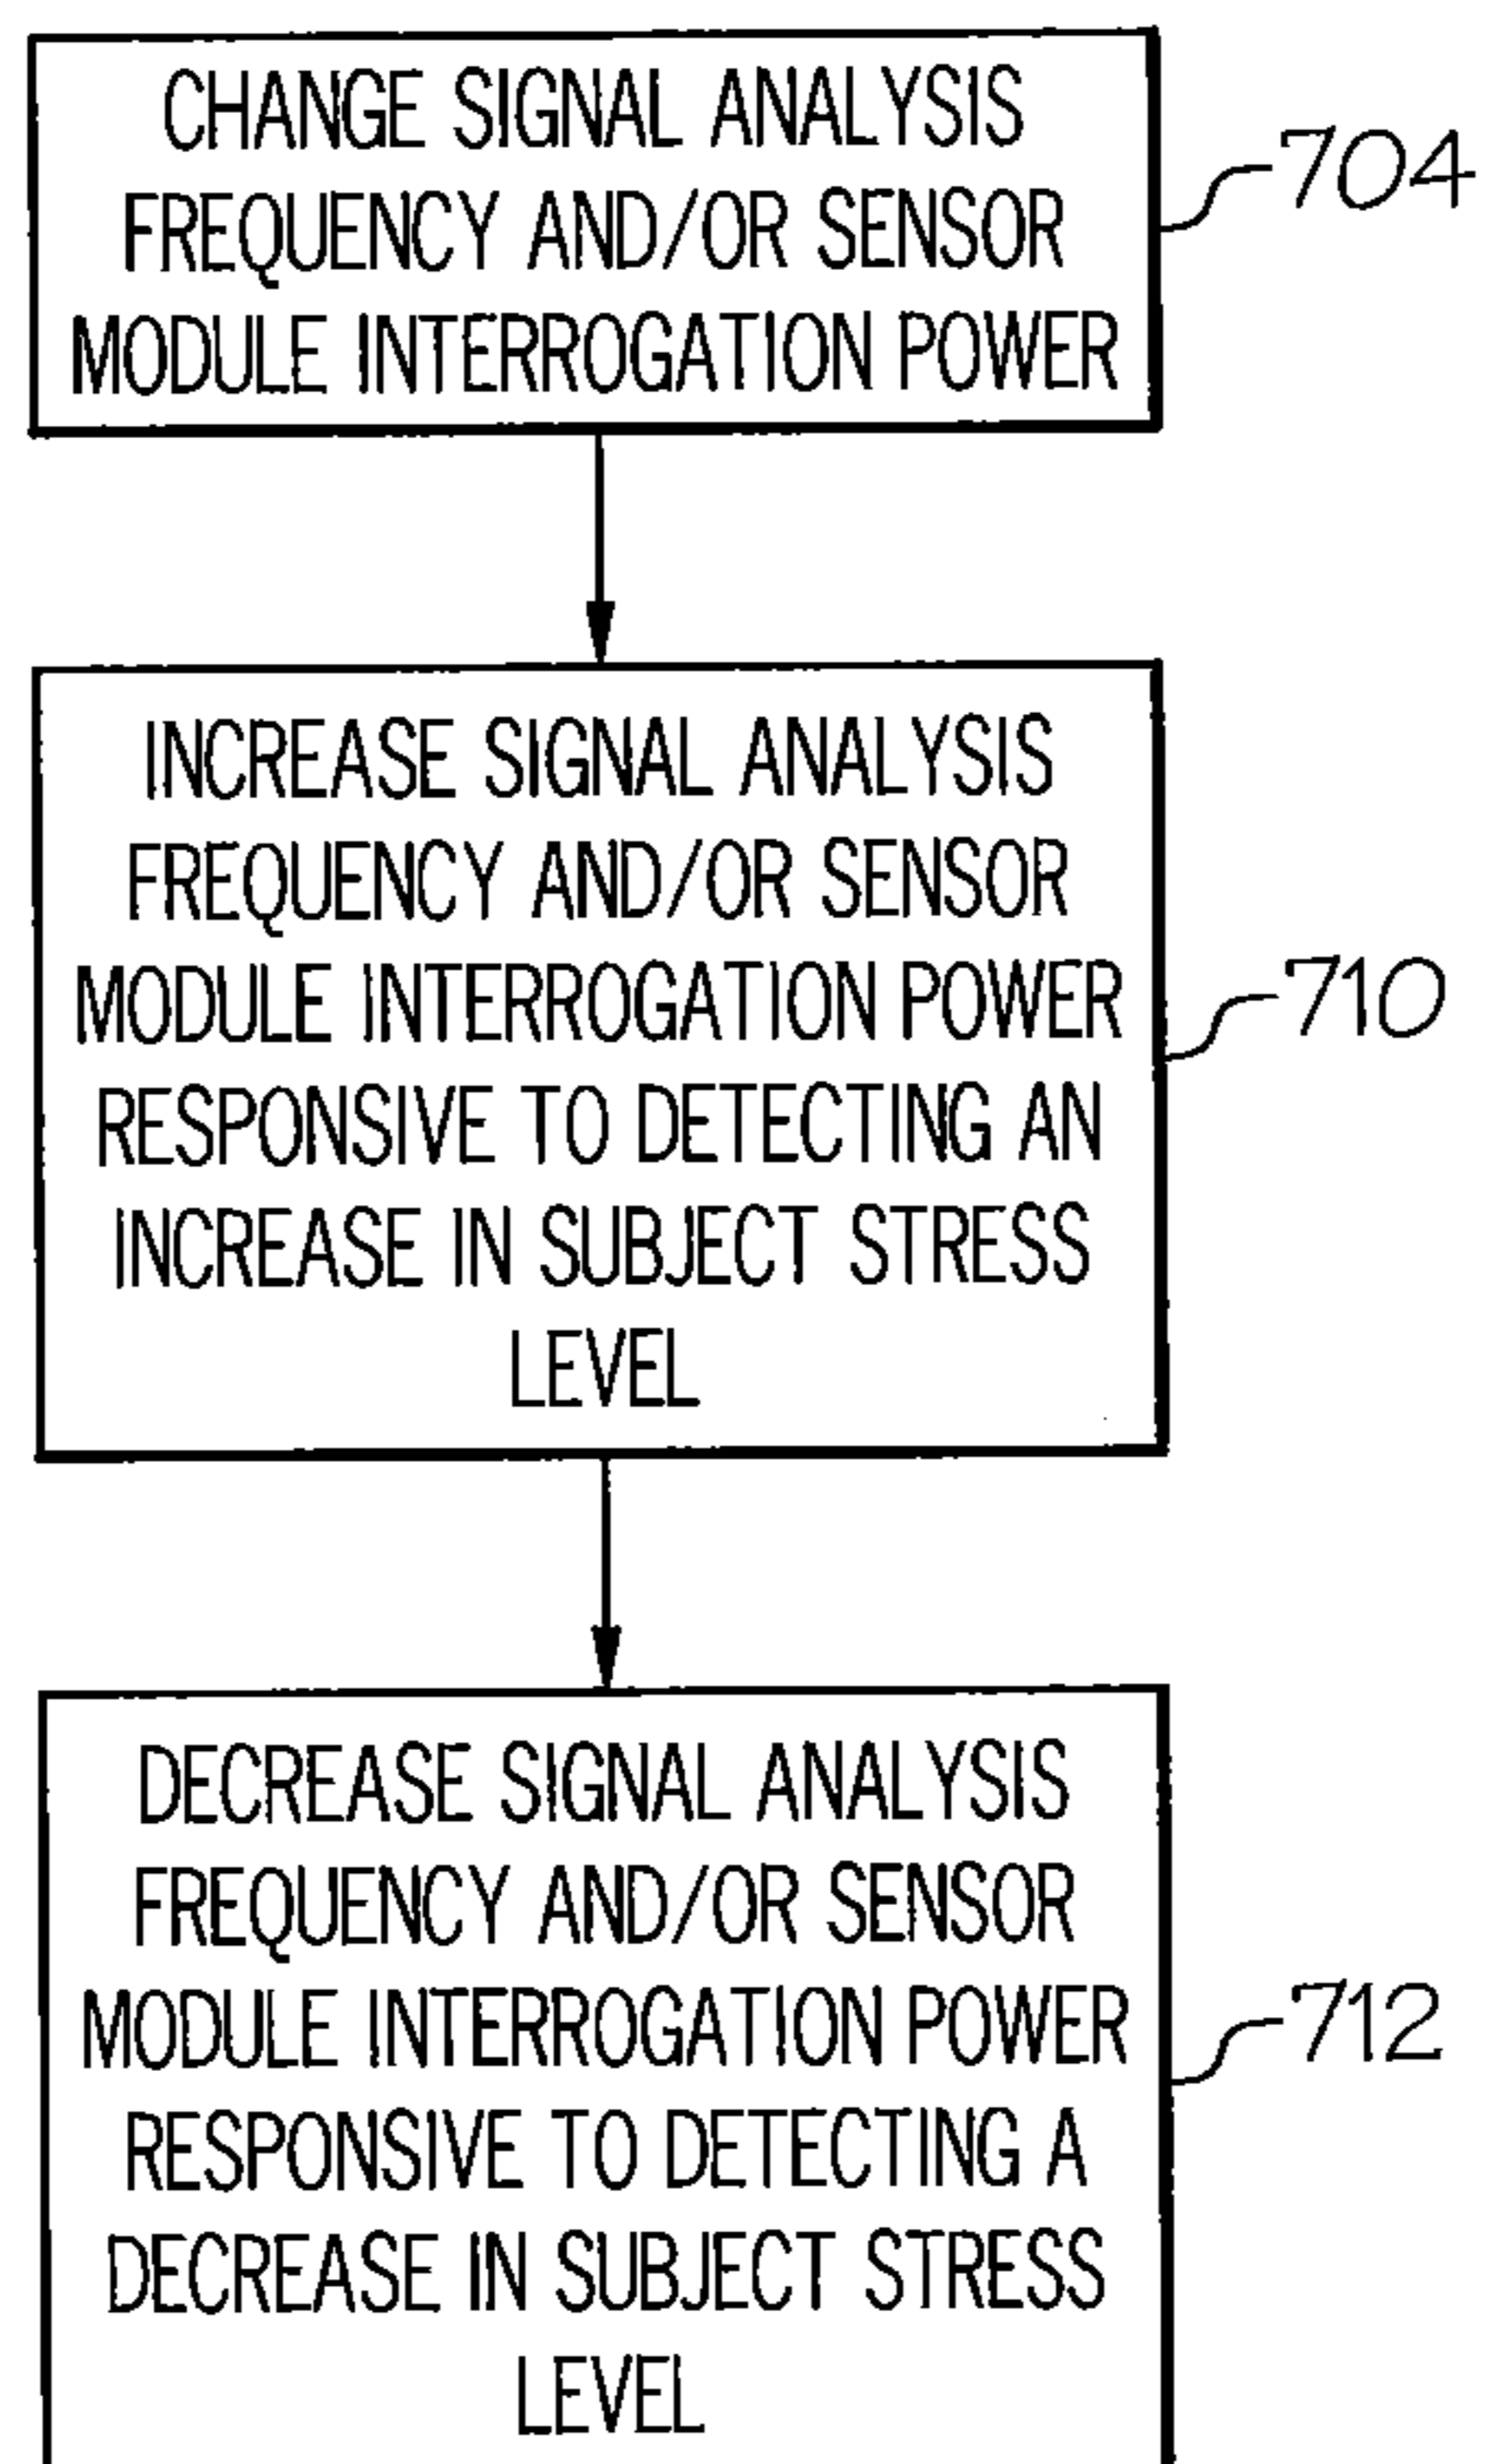 CHANGE SIGNAL ANALYSIS
FREQUENCY AND/OR SENSOR
MODULE INTERROGATION POWER
704
INCREASE SIGNAL ANALYSIS
FREQUENCY AND/OR SENSOR
MODULE INTERROGATION POWER
RESPONSIVE TO DETECTING AN
INCREASE IN SUBJECT STRESS
LEVEL
710
DECREASE SIGNAL ANALYSIS
FREQUENCY AND/OR SENSOR
MODULE INTERROGATION POWER
RESPONSIVE TO DETECTING A
DECREASE IN SUBJECT STRESS
LEVEL
712